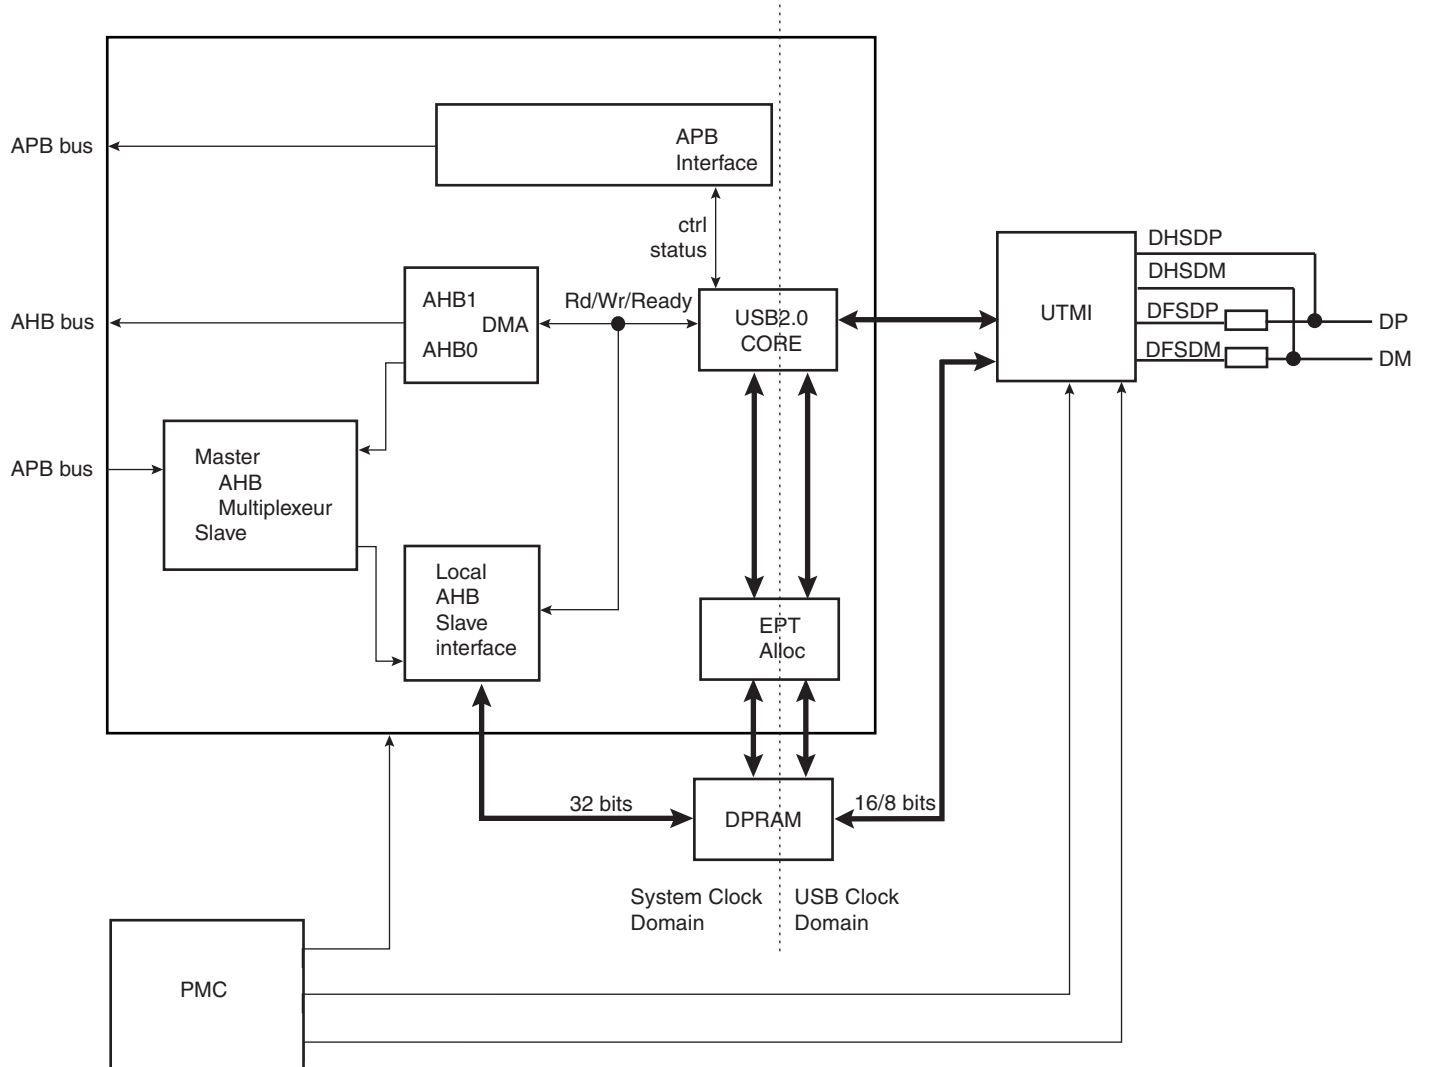 APB bus
APB
Interface
ctrl
status
DHSDP
DHSDM
DFSDP
DFSDM
UTMI
DP
DM
AHB bus
AHB1
DMA
AHB0
Rd/Wr/Ready
USB2.0
CORE
APB bus
Master
AHB
Multiplexeur
Slave
Local
AHB
Slave
interface
EPT
Alloc
32 bits
DPRAM
16/8 bits
System Clock
Domain
USB Clock
Domain
PMC